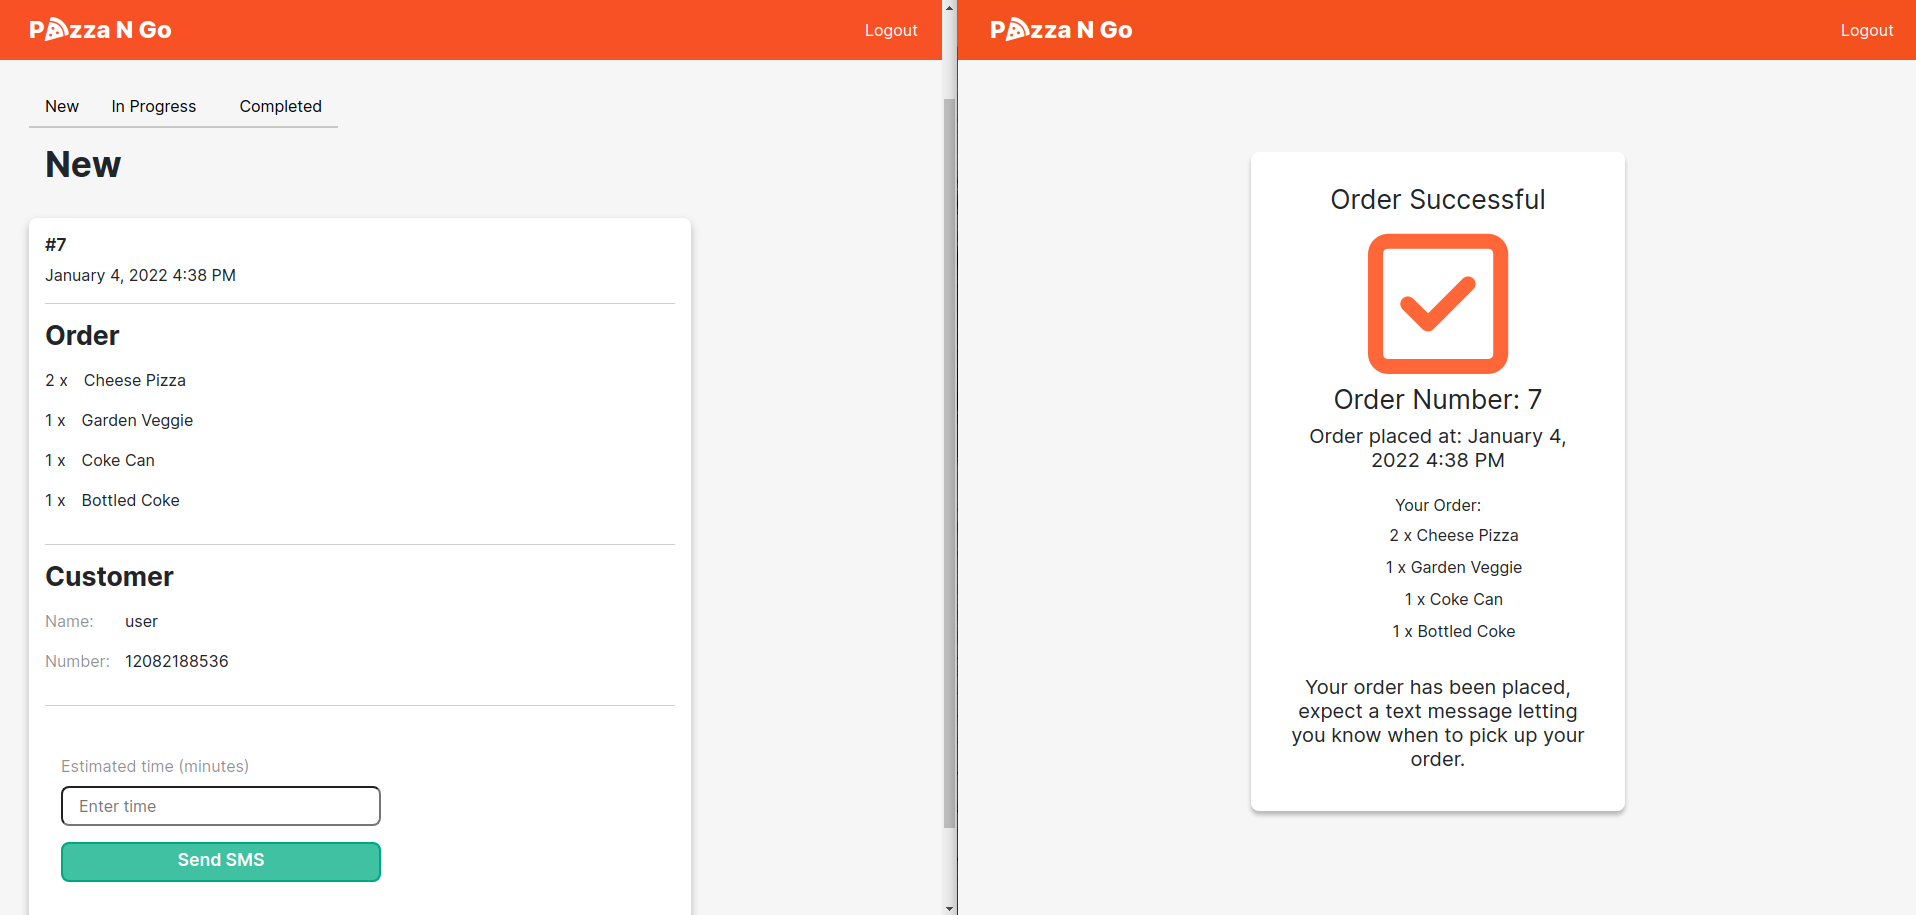 Pizza N Go
Logout
New In Progress Completed
New
#7
January 4, 2022 4:38 PM
Order
2 x Cheese Pizza
1 x Garden Veggie
1 x Coke Can
1 x Bottled Coke
Customer
Name: user
Number: 12082188536
Estimated time (minutes)
Enter time
Send SMS
Pizza N Go
Logout
Order Successful
Order Number: 7
Order placed at: January 4,
2022 4:38 PM
Your Order:
2 x Cheese Pizza
1 x Garden Veggie
1 x Coke Can
1 x Bottled Coke
Your order has been placed,
expect a text message letting
you know when to pick up your
order.